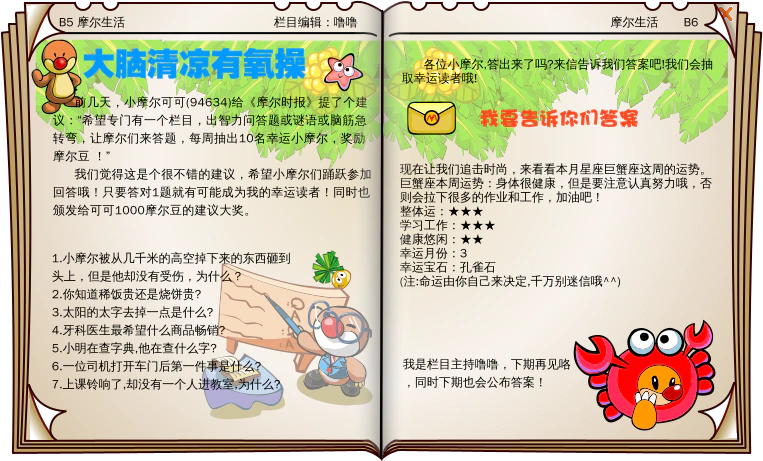 B5 摩尔生活
栏目编辑：噜噜
大脑清凉有氧操
前几天，小摩尔可可(94634)给《摩尔时报》提了个建
议：“希望专门有一个栏目，出智力问答题或谜语或脑筋急
转弯，让摩尔们来答题，每周抽出10名幸运小摩尔，奖励
摩尔豆 ！”
我们觉得这是个很不错的建议，希望小摩尔们踊跃参加
回答哦！只要答对1题就有可能成为我的幸运读者！同时也
颁发给可可1000摩尔豆的建议大奖。
1.小摩尔被从几千米的高空掉下来的东西砸到
头上，但是他却没有受伤，为什么？
2.你知道稀饭贵还是烧饼贵?
3.太阳的太字去掉一点是什么?
4.牙科医生最希望什么商品畅销?
5.小明在查字典,他在查什么字?
6.一位司机打开车门后第一件事是什么?
7.上课铃响了,却没有一个人进教室,为什么?
摩尔生活 B6
各位小摩尔,答出来了吗?来信告诉我们答案吧!我们会抽
取幸运读者哦!
我要告诉你们答案
现在让我们追击时尚，来看看本月星座巨蟹座这周的运势。
巨蟹座本周运势：身体很健康，但是要注意认真努力哦，否
则会拉下很多的作业和工作，加油吧！
整体运：★★★
学习工作：★★★
健康悠闲：★★
幸运月份：3
幸运宝石：孔雀石
(注:命运由你自己来决定,千万别迷信哦^^)
我是栏目主持噜噜，下期再见咯
，同时下期也会公布答案！